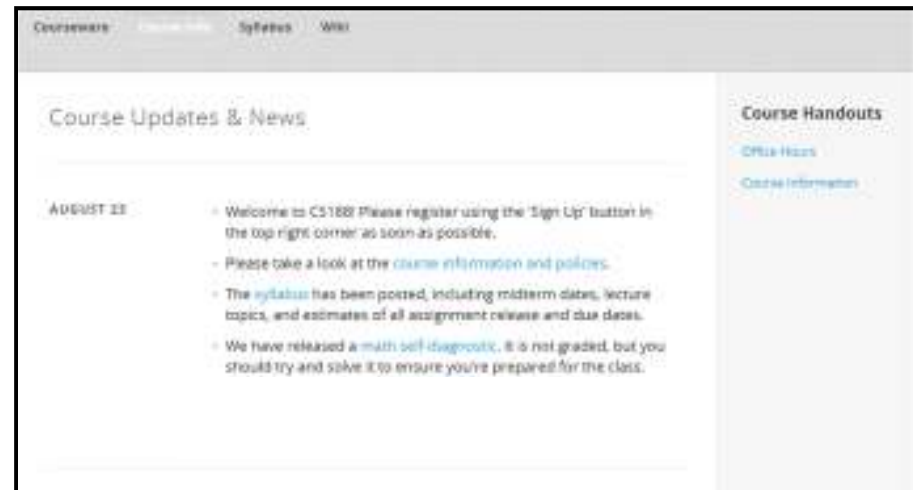 Courseware Syllabus Wiki
Course Updates & News
AUGUST 23
- Welcome to CS188! Please register using the 'Sign Up' button in
the top right corner as soon as possible.
- Please take a look at the course information and policies.
- The syllabus has been posted, including midterm dates, lecture
topics, and estimates of all assignment release and due dates.
- We have released a math self-diagnostic. It is not graded, but you
should try and solve it to ensure you're prepared for the class.
Course Handouts
Office Hours
Course Information